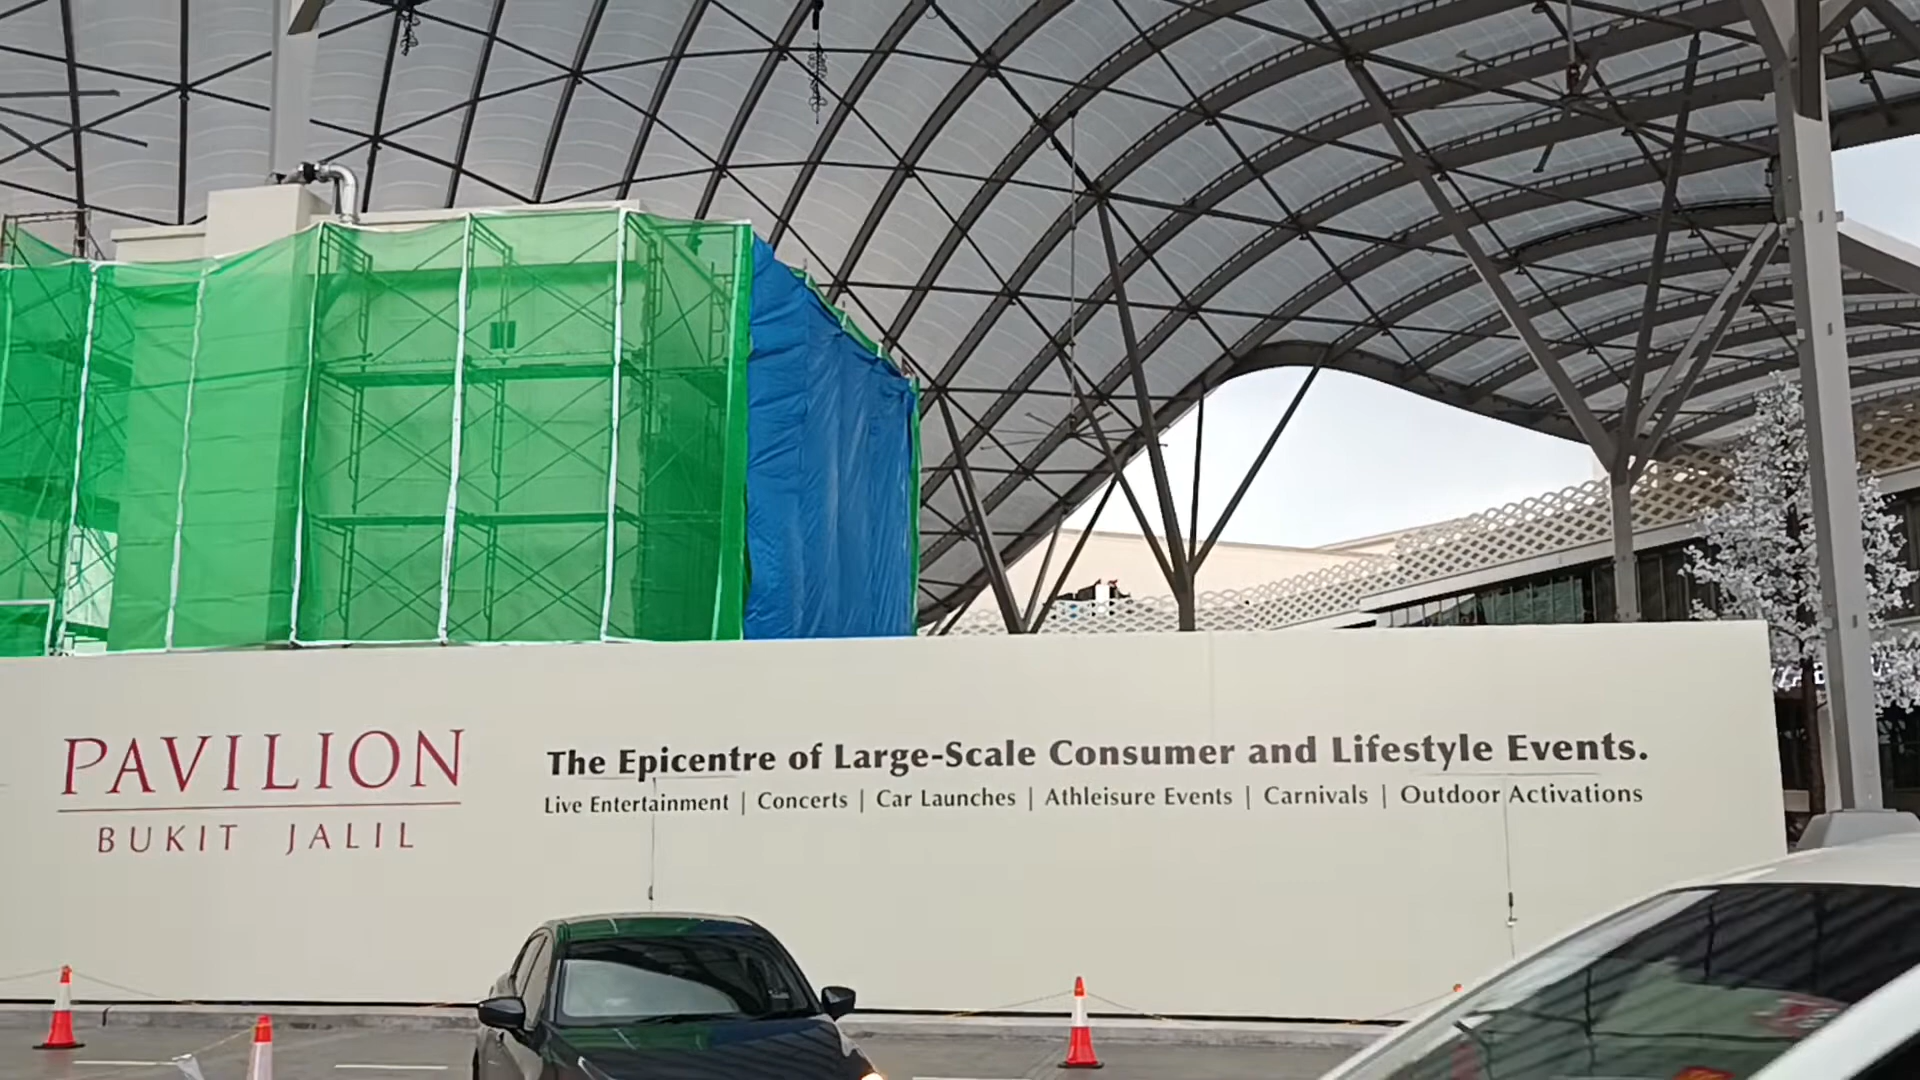 PAVILION
BUKIT JALIL
The Epicentre of Large-Scale Consumer and Lifestyle Events.
Live Entertainment | Concerts | Car Launches | Athleisure Events | Carnivals | Outdoor Activations